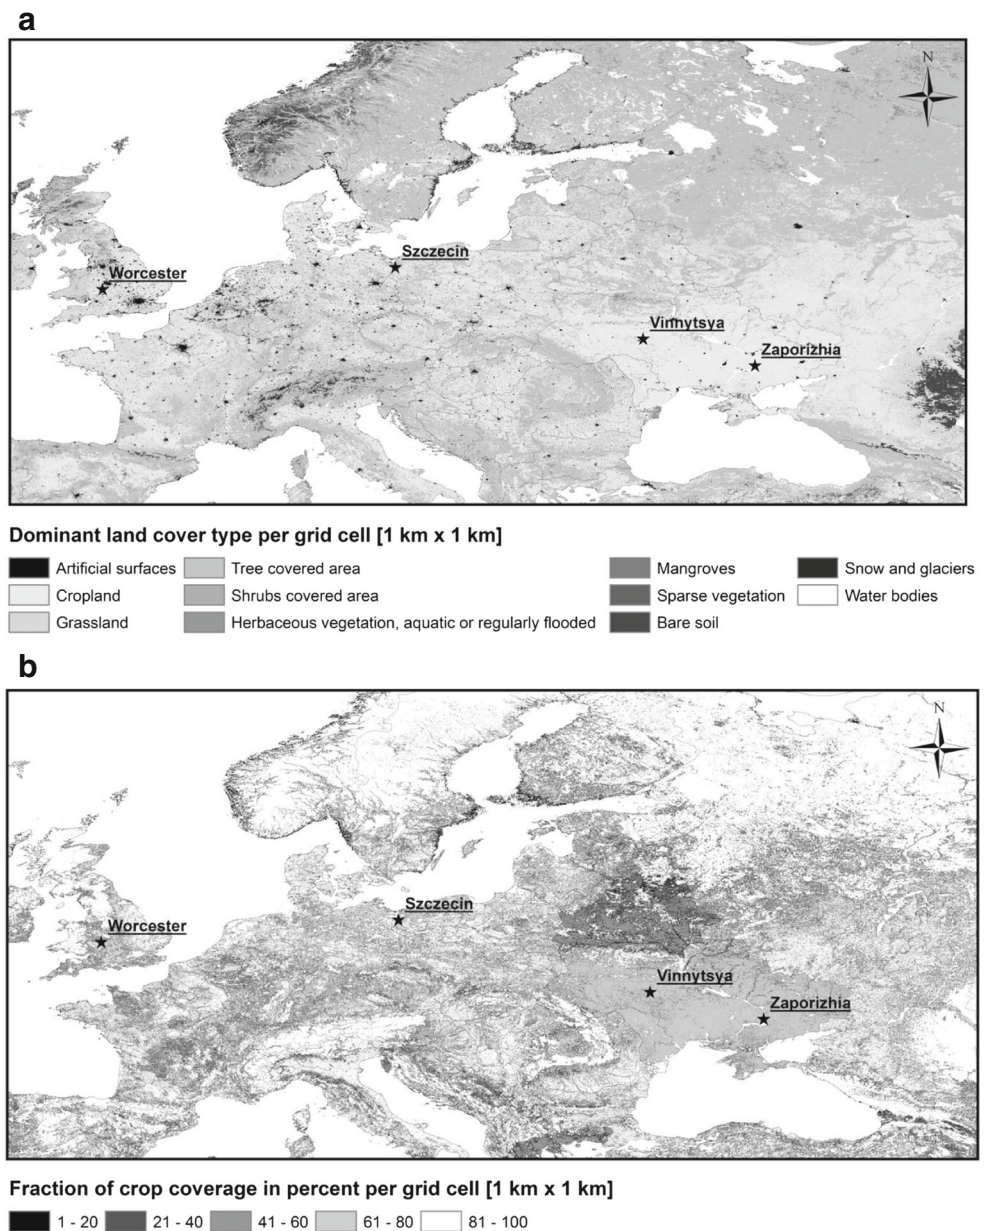 a
N
Szczecin
Worcester
Vinnytsya
Zaporizhia
Dominant land cover type per grid cell [1 km x 1 km]
Artificial surfaces Tree covered area Mangroves Snow and glaciers
Cropland Shrubs covered area Sparse vegetation Water bodies
Grassland Herbaceous vegetation, aquatic or regularly flooded Bare soil
b
N
Szczecin
Worcester
Vinnytsya
Zaporizhia
Fraction of crop coverage in percent per grid cell [1 km x 1 km]
1 - 20 21 - 40 41 - 60 61 - 80 81 - 100